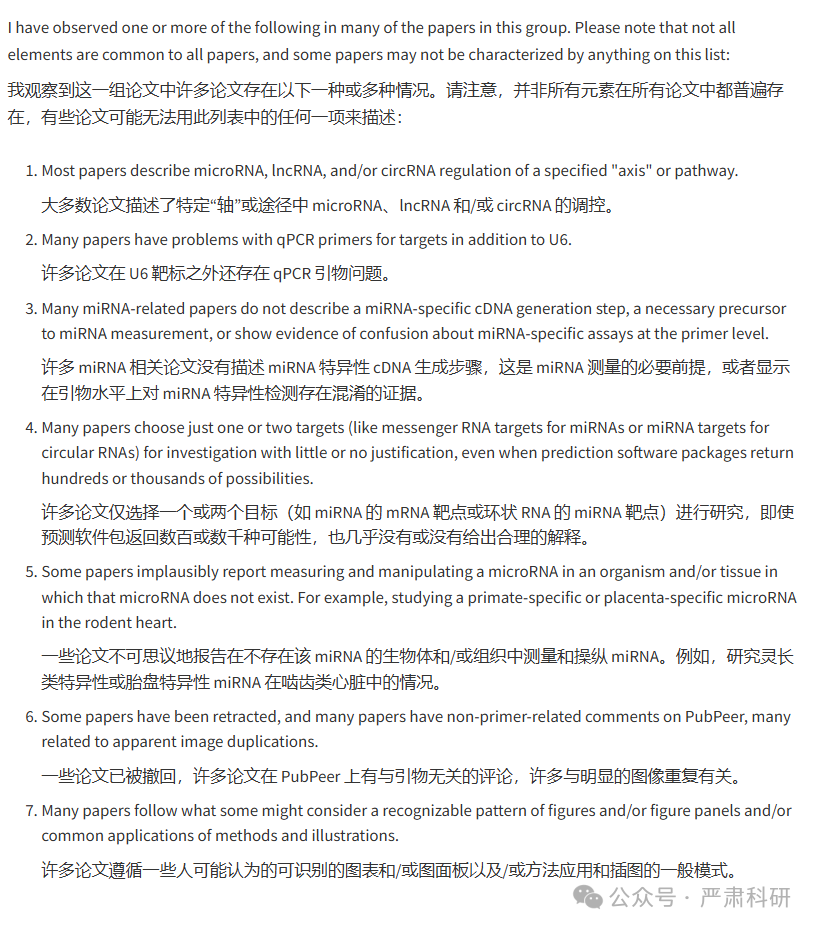 I have observed one or more of the following in many of the papers in this group. Please note that not all
elements are common to all papers, and some papers may not be characterized by anything on this list:
我观察到这一组论文中许多论文存在以下一种或多种情况。请注意，并非所有元素在所有论文中都普遍存
在，有些论文可能无法用此列表中的任何一项来描述：
1. Most papers describe microRNA, lncRNA, and/or circRNA regulation of a specified "axis" or pathway.
大多数论文描述了特定“轴”或途径中 microRNA、lncRNA 和/或 circRNA 的调控。
2. Many papers have problems with qPCR primers for targets in addition to U6.
许多论文在 U6 靶标之外还存在 qPCR 引物问题。
3. Many miRNA-related papers do not describe a miRNA-specific cDNA generation step, a necessary precursor
to miRNA measurement, or show evidence of confusion about miRNA-specific assays at the primer level.
许多 miRNA 相关论文没有描述 miRNA 特异性 cDNA 生成步骤，这是 miRNA 测量的必要前提，或者显示
在引物水平上对 miRNA 特异性检测存在混淆的证据。
4. Many papers choose just one or two targets (like messenger RNA targets for miRNAs or miRNA targets for
circular RNAs) for investigation with little or no justification, even when prediction software packages return
hundreds or thousands of possibilities.
许多论文仅选择一个或两个目标（如 miRNA 的 mRNA 靶点或环状 RNA 的 miRNA 靶点）进行研究，即使
预测软件包返回数百或数千种可能性，也几乎没有或没有给出合理的解释。
5. Some papers implausibly report measuring and manipulating a microRNA in an organism and/or tissue in
which that microRNA does not exist. For example, studying a primate-specific or placenta-specific microRNA
in the rodent heart.
一些论文不可思议地报告在不存在该 miRNA 的生物体和/或组织中测量和操纵 miRNA。例如，研究灵长
类特异性或胎盘特异性 miRNA 在啮齿类心脏中的情况。
6. Some papers have been retracted, and many papers have non-primer-related comments on PubPeer, many
related to apparent image duplications.
一些论文已被撤回，许多论文在 PubPeer 上有与引物无关的评论，许多与明显的图像重复有关。
7. Many papers follow what some might consider a recognizable pattern of figures and/or figure panels and/or
common applications of methods and illustrations.
许多论文遵循一些人可能认为的可识别的图表和/或图面板以及/或方法应用和插图的一般模式。
公众号 · 严肃科研